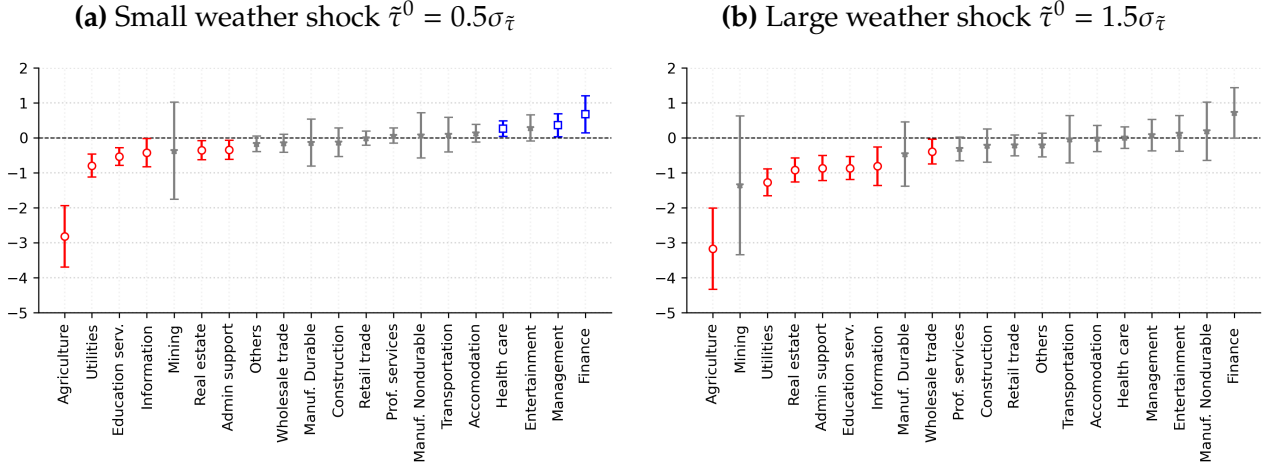 (a) Small weather shock τ̃⁰ = 0.5σ_τ̃
2
1
0
−1
−2
−3
−4
−5
Agriculture
Utilities
Education serv.
Information
Mining
Real estate
Admin support
Others
Wholesale trade
Manuf. Durable
Construction
Retail trade
Prof. services
Manuf. Nondurable
Transportation
Accomodation
Health care
Entertainment
Management
Finance
(b) Large weather shock τ̃⁰ = 1.5σ_τ̃
2
1
0
−1
−2
−3
−4
−5
Agriculture
Mining
Utilities
Real estate
Admin support
Education serv.
Information
Manuf. Durable
Wholesale trade
Prof. services
Construction
Retail trade
Others
Transportation
Accomodation
Health care
Management
Entertainment
Manuf. Nondurable
Finance